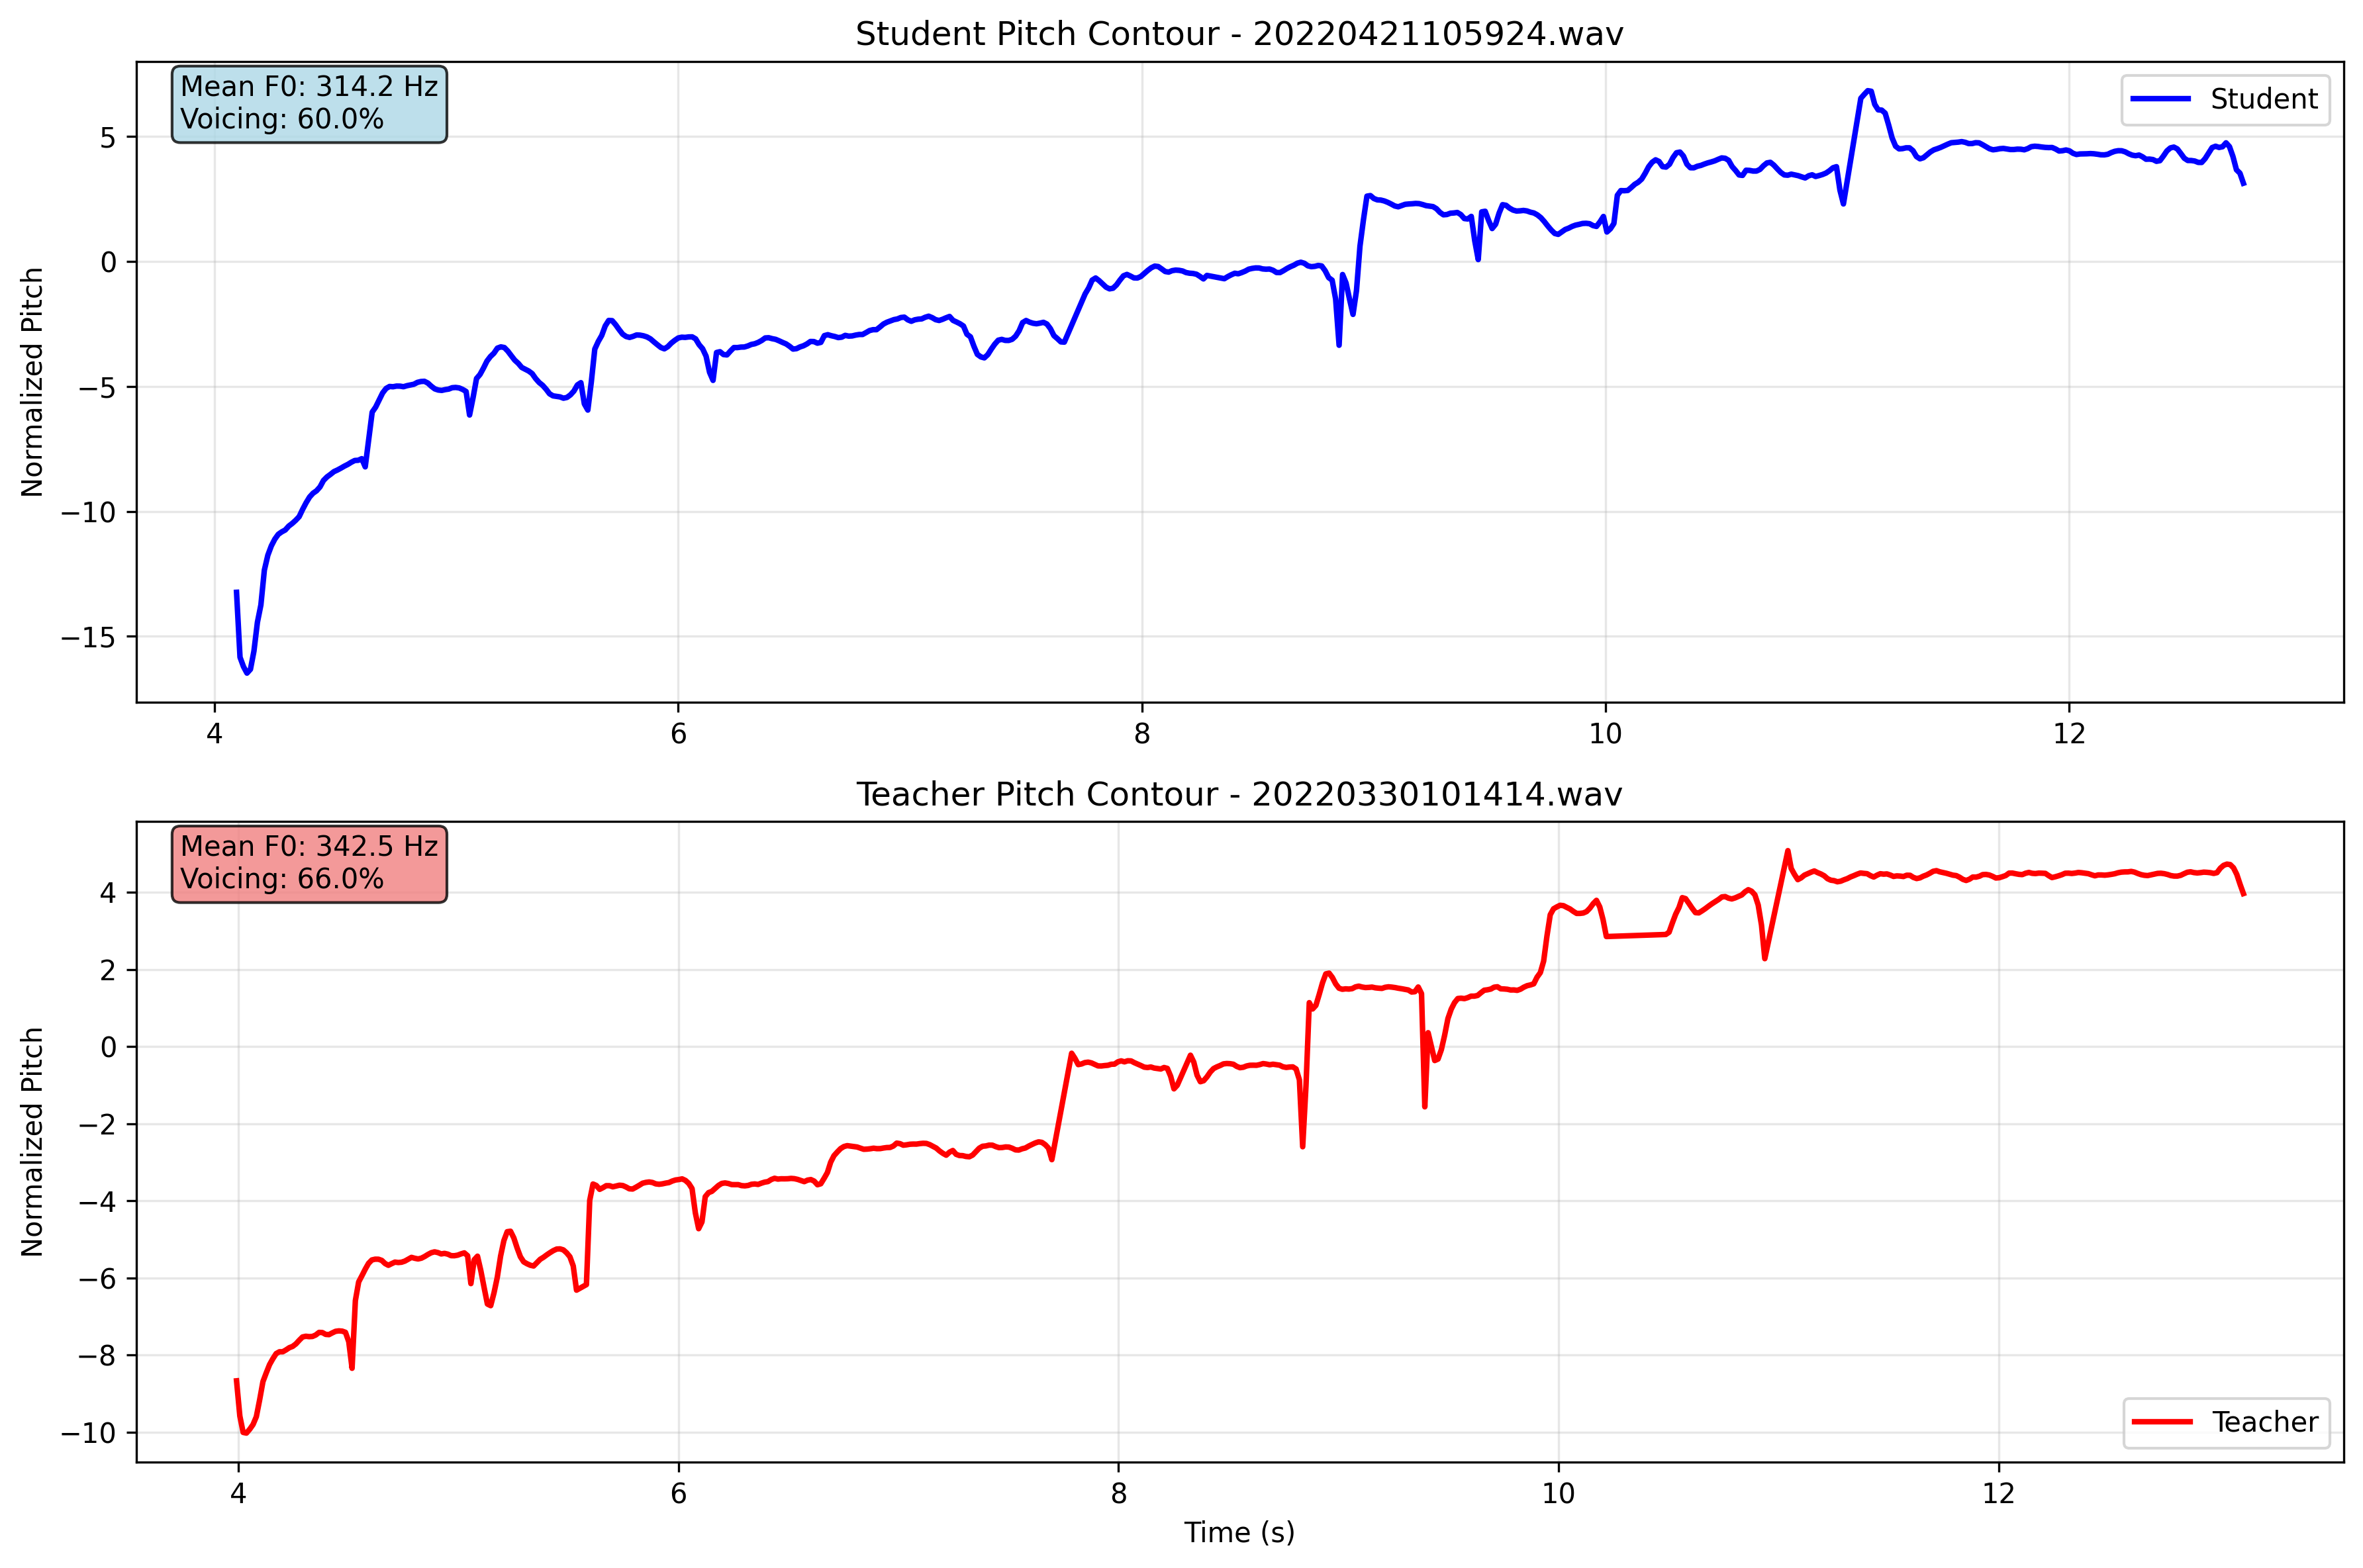 Student Pitch Contour - 20220421105924.wav
Mean F0: 314.2 Hz
Voicing: 60.0%
Student
Normalized Pitch
5
0
−5
−10
−15
4 6 8 10 12
Teacher Pitch Contour - 20220330101414.wav
Mean F0: 342.5 Hz
Voicing: 66.0%
Normalized Pitch
4
2
0
−2
−4
−6
−8
−10
Teacher
4 6 8 10 12
Time (s)